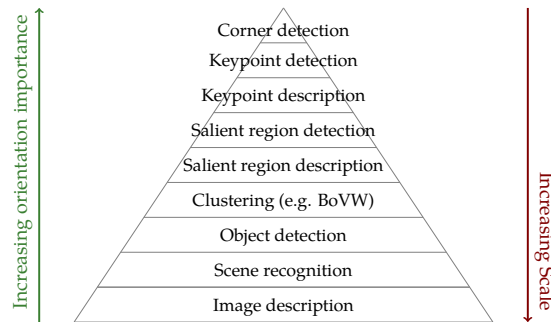 Increasing orientation importance
Corner detection
Keypoint detection
Keypoint description
Salient region detection
Salient region description
Clustering (e.g. BoVW)
Object detection
Scene recognition
Image description
Increasing Scale